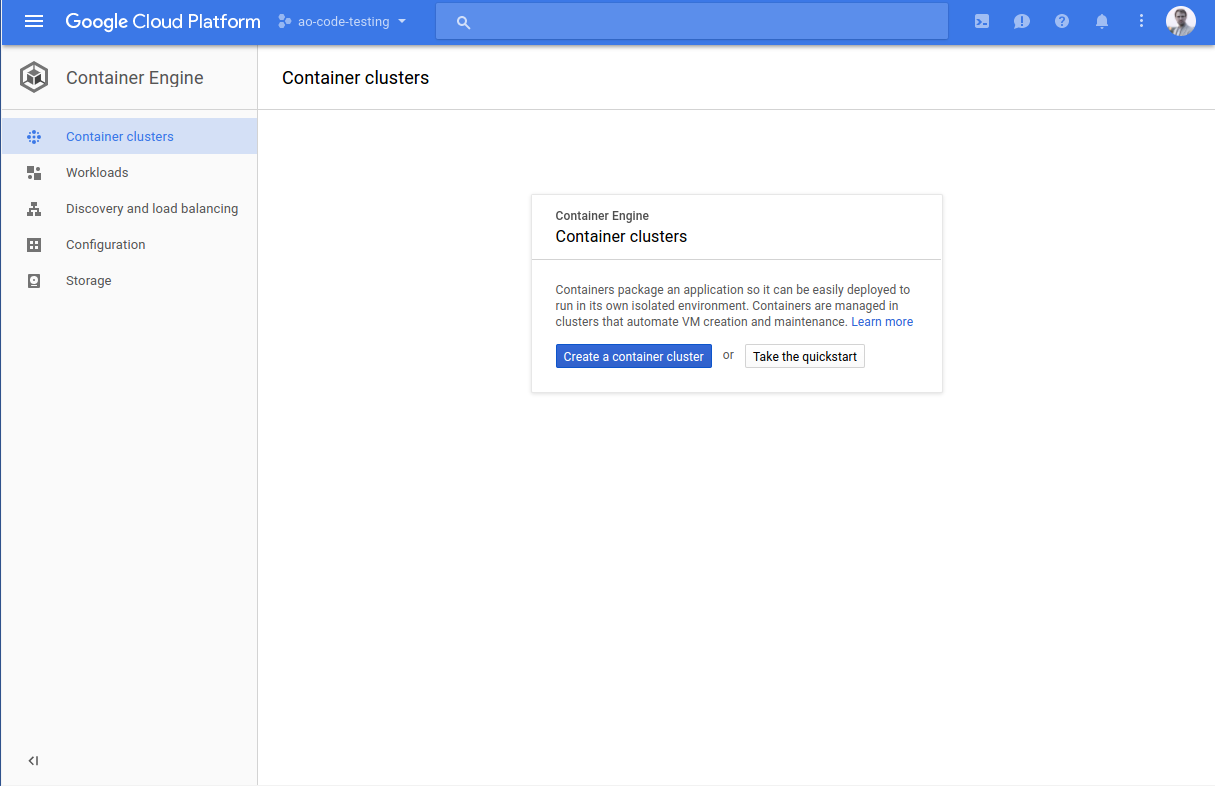 Google Cloud Platform
ao-code-testing
Container Engine
Container clusters
Container clusters
Workloads
Discovery and load balancing
Configuration
Storage
Container Engine
Container clusters
Containers package an application so it can be easily deployed to
run in its own isolated environment. Containers are managed in
clusters that automate VM creation and maintenance. Learn more
Create a container cluster or Take the quickstart